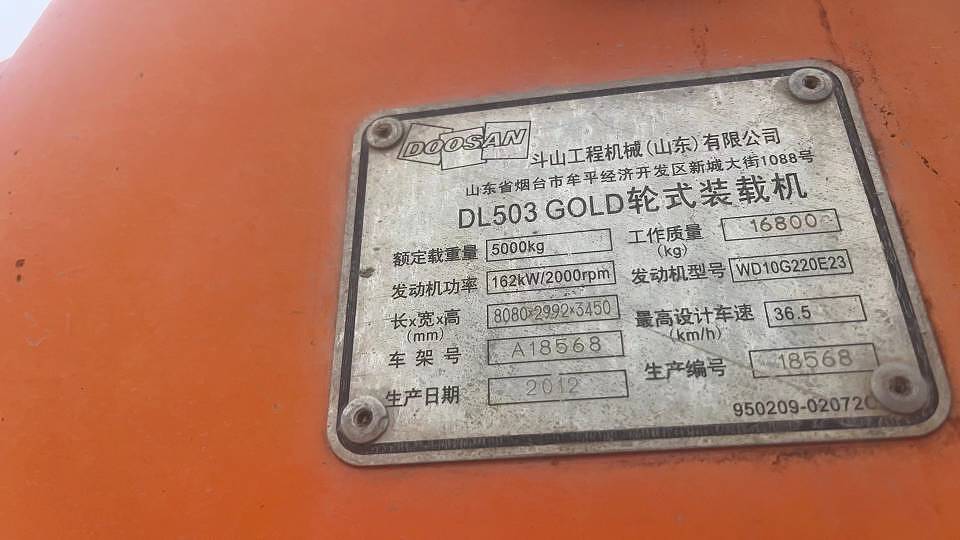 DOOSAN 斗山工程机械(山东)有限公司
山东省烟台市牟平经济开发区新城大街1088号
DL503 GOLD轮式装载机
额定载重量 5000kg 工作质量(kg) 16800
发动机功率 162kW/2000rpm 发动机型号 WD10G220E23
长x宽x高(mm) 8080×2992×3450 最高设计车速(km/h) 36.5
车架号 A18568 生产编号 18568
生产日期 2012
950209-02072